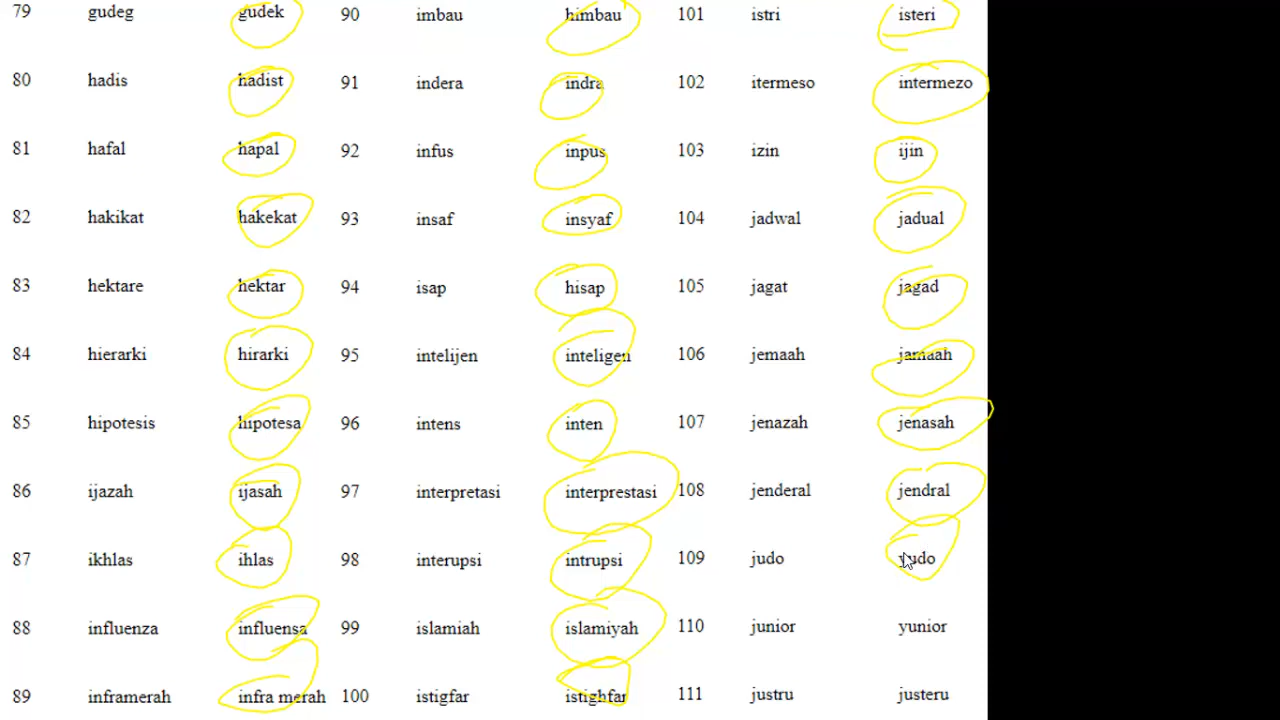 79 gudeg gudek 90 imbau himbau 101 istri isteri
80 hadis hadist 91 indera indra 102 itermeso intermezo
81 hafal hapal 92 infus inpus 103 izin ijin
82 hakikat hakekat 93 insaf insyaf 104 jadwal jadual
83 hektare hektar 94 isap hisap 105 jagat jagad
84 hierarki hirarki 95 intelijen inteligen 106 jemaah jamaah
85 hipotesis hipotesa 96 intens inten 107 jenazah jenasah
86 ijazah ijasah 97 interpretasi interprestasi 108 jenderal jendral
87 ikhlas ihlas 98 interupsi intrupsi 109 judo yudo
88 influenza influensa 99 islamiah islamiyah 110 junior yunior
89 inframerah infra merah 100 istigfar istighfar 111 justru justeru